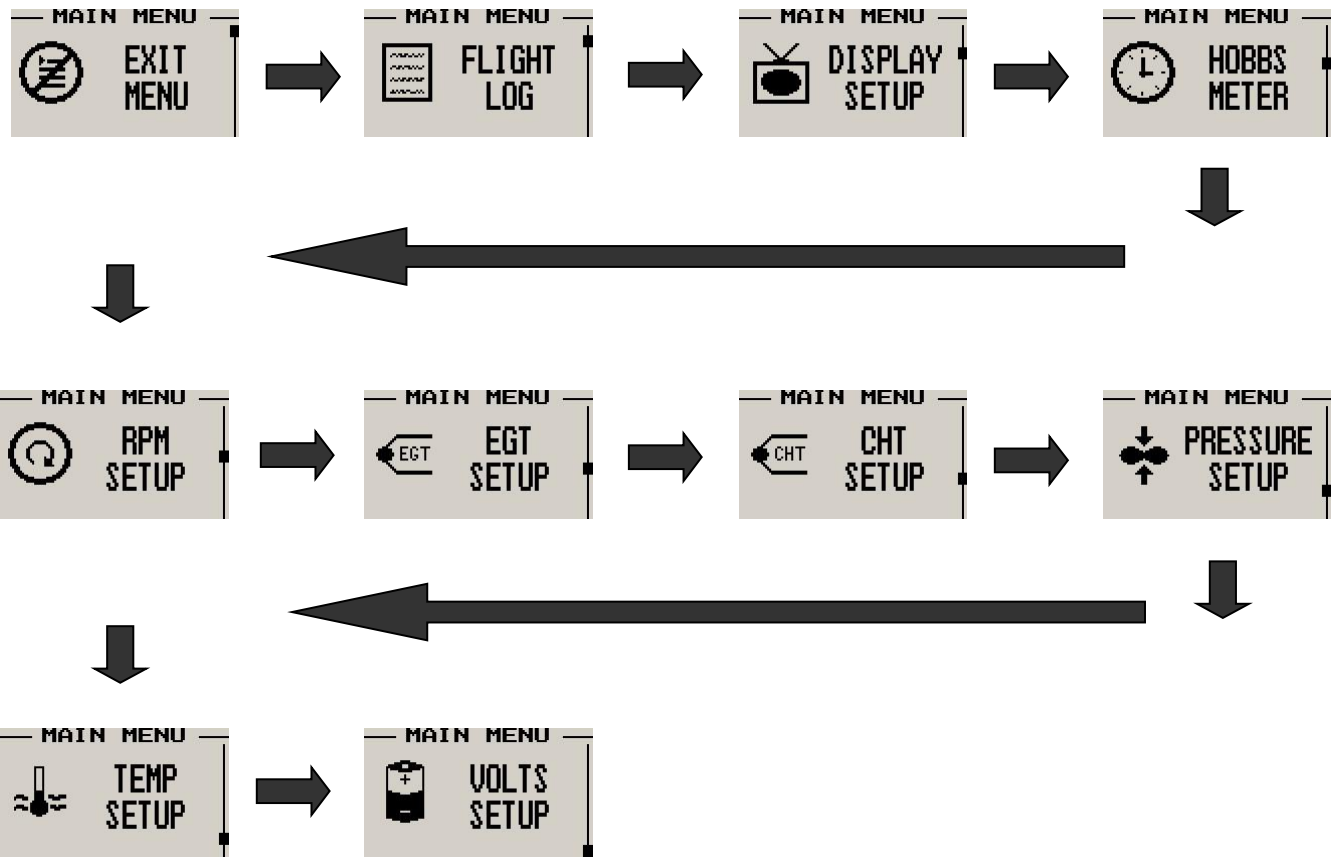 MAIN MENU
EXIT
MENU
MAIN MENU
FLIGHT
LOG
MAIN MENU
DISPLAY
SETUP
MAIN MENU
HOBBS
METER
MAIN MENU
RPM
SETUP
MAIN MENU
EGT
EGT
SETUP
MAIN MENU
CHT
CHT
SETUP
MAIN MENU
PRESSURE
SETUP
MAIN MENU
TEMP
SETUP
MAIN MENU
VOLTS
SETUP